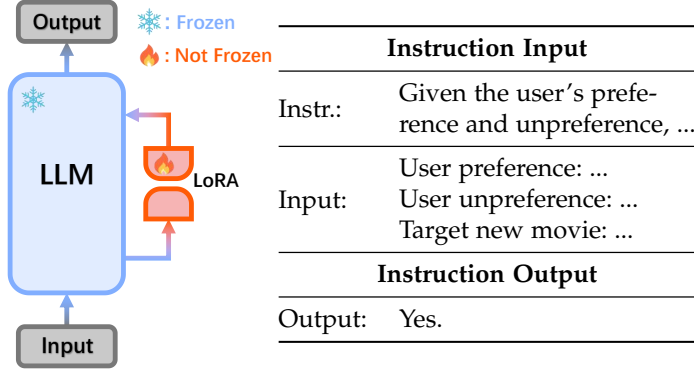 Output
: Frozen
: Not Frozen
LLM
LoRA
Input
Instruction Input
Instr.:
Given the user's prefe-
rence and unpreference, ...
Input:
User preference: ...
User unpreference: ...
Target new movie: ...
Instruction Output
Output: Yes.